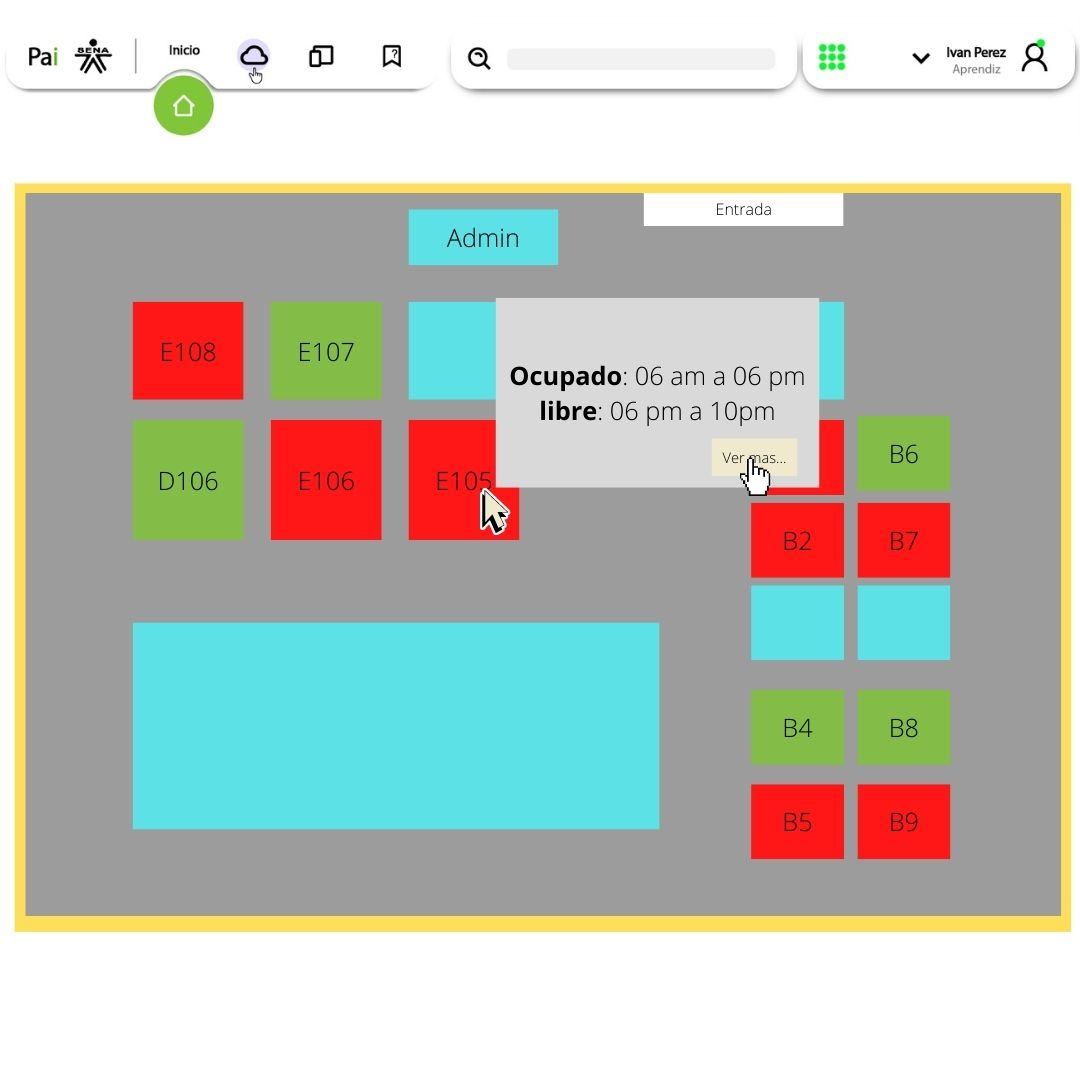 Pai
SENA
Inicio
Ivan Perez
Aprendiz
Entrada
Admin
E108
E107
Ocupado: 06 am a 06 pm
libre: 06 pm a 10pm
Ver mas...
D106
E106
E105
B6
B2
B7
B4
B8
B5
B9